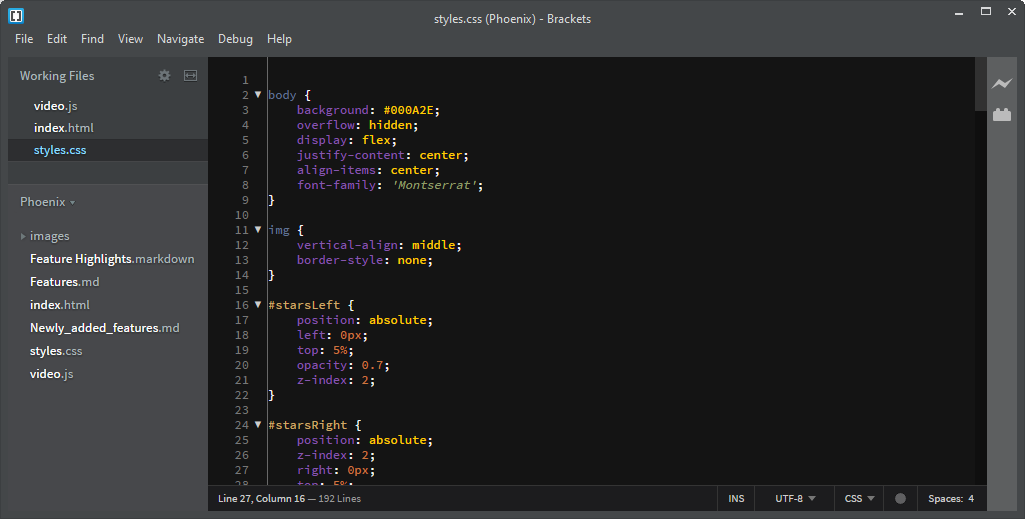 styles.css (Phoenix) - Brackets
File Edit Find View Navigate Debug Help
Working Files
video.js
index.html
styles.css
Phoenix
images
Feature Highlights.markdown
Features.md
index.html
Newly_added_features.md
styles.css
video.js
1
2 body {
3     background: #000A2E;
4     overflow: hidden;
5     display: flex;
6     justify-content: center;
7     align-items: center;
8     font-family: 'Montserrat';
9 }
10
11 img {
12     vertical-align: middle;
13     border-style: none;
14 }
15
16 #starsLeft {
17     position: absolute;
18     left: 0px;
19     top: 5%;
20     opacity: 0.7;
21     z-index: 2;
22 }
23
24 #starsRight {
25     position: absolute;
26     z-index: 2;
27     right: 0px;
28     top: 5%;
Line 27, Column 16 — 192 Lines INS UTF-8 CSS Spaces: 4